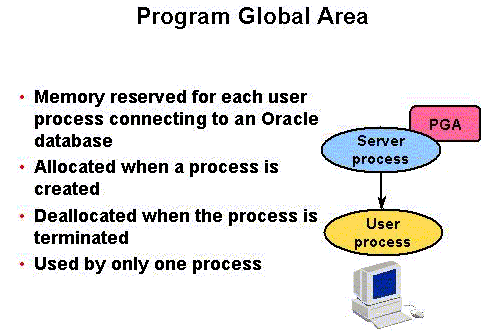 Program Global Area
• Memory reserved for each user
process connecting to an Oracle
database
• Allocated when a process is
created
• Deallocated when the process is
terminated
• Used by only one process
PGA
Server
process
User
process